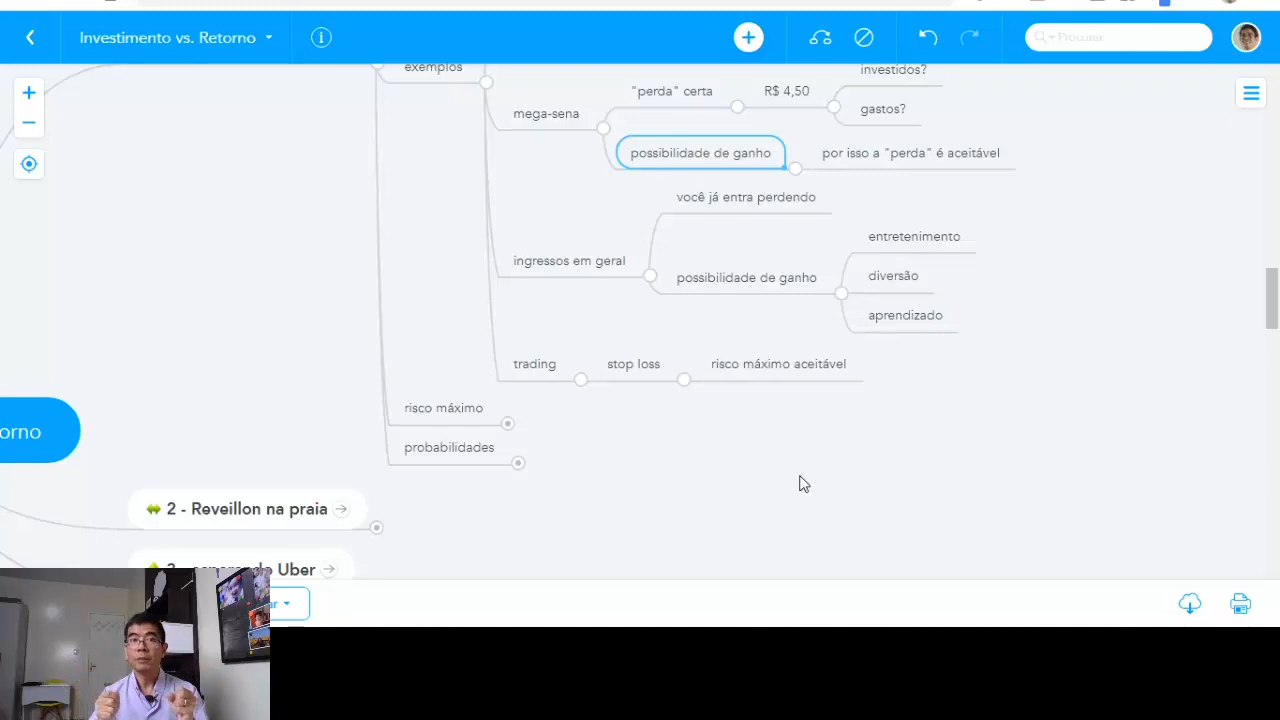 Investimento vs. Retorno
Procurar
exemplos
investidos?
"perda" certa
R$ 4,50
gastos?
mega-sena
possibilidade de ganho
por isso a "perda" é aceitável
você já entra perdendo
entretenimento
ingressos em geral
possibilidade de ganho
diversão
aprendizado
trading
stop loss
risco máximo aceitável
risco máximo
orno
probabilidades
2 - Reveillon na praia
Uber
ar